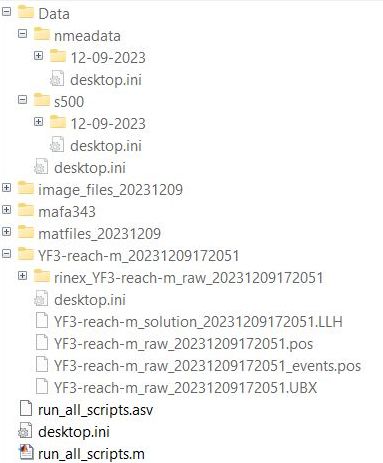 Data
nmeadata
12-09-2023
desktop.ini
s500
12-09-2023
desktop.ini
desktop.ini
image_files_20231209
mafa343
matfiles_20231209
YF3-reach-m_20231209172051
rinex_YF3-reach-m_raw_20231209172051
desktop.ini
YF3-reach-m_solution_20231209172051.LLH
YF3-reach-m_raw_20231209172051.pos
YF3-reach-m_raw_20231209172051_events.pos
YF3-reach-m_raw_20231209172051.UBX
run_all_scripts.asv
desktop.ini
run_all_scripts.m